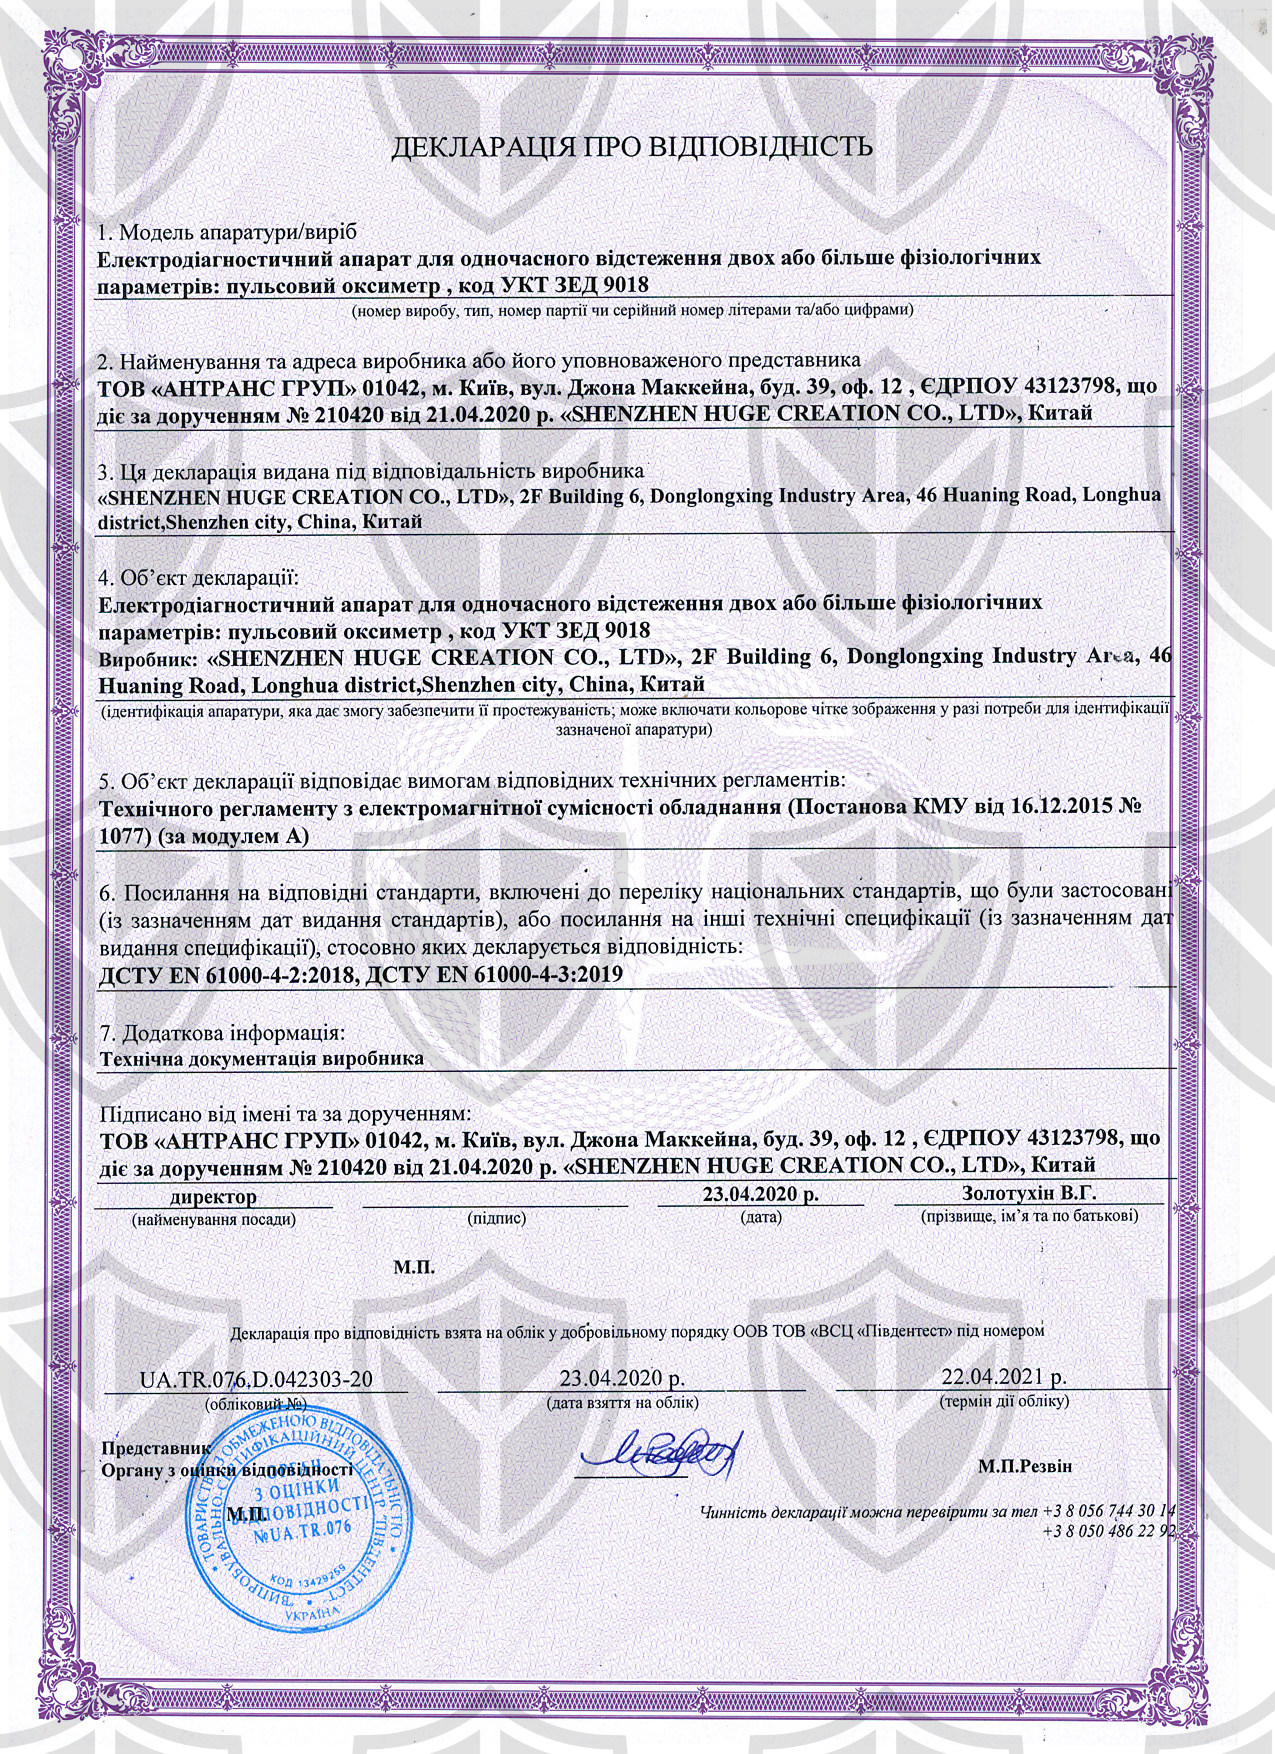 ДЕКЛАРАЦІЯ ПРО ВІДПОВІДНІСТЬ
1. Модель апаратури/виріб
Електродіагностичний апарат для одночасного відстеження двох або більше фізіологічних
параметрів: пульсовий оксиметр , код УКТ ЗЕД 9018
(номер виробу, тип, номер партії чи серійний номер літерами та/або цифрами)
2. Найменування та адреса виробника або його уповноваженого представника
ТОВ «АНТРАНС ГРУП» 01042, м. Київ, вул. Джона Маккейна, буд. 39, оф. 12 , ЄДРПОУ 43123798, що
діє за дорученням № 210420 від 21.04.2020 р. «SHENZHEN HUGE CREATION CO., LTD», Китай
3. Ця декларація видана під відповідальність виробника
«SHENZHEN HUGE CREATION CO., LTD», 2F Building 6, Donglongxing Industry Area, 46 Huaning Road, Longhua
district,Shenzhen city, China, Китай
4. Об’єкт декларації:
Електродіагностичний апарат для одночасного відстеження двох або більше фізіологічних
параметрів: пульсовий оксиметр , код УКТ ЗЕД 9018
Виробник: «SHENZHEN HUGE CREATION CO., LTD», 2F Building 6, Donglongxing Industry Area, 46
Huaning Road, Longhua district,Shenzhen city, China, Китай
(ідентифікація апаратури, яка дає змогу забезпечити її простежуваність; може включати кольорове чітке зображення у разі потреби для ідентифікації
зазначеної апаратури)
5. Об’єкт декларації відповідає вимогам відповідних технічних регламентів:
Технічного регламенту з електромагнітної сумісності обладнання (Постанова КМУ від 16.12.2015 №
1077) (за модулем А)
6. Посилання на відповідні стандарти, включені до переліку національних стандартів, що були застосовані
(із зазначенням дат видання стандартів), або посилання на інші технічні специфікації (із зазначенням дат
видання специфікації), стосовно яких декларується відповідність:
ДСТУ EN 61000-4-2:2018, ДСТУ EN 61000-4-3:2019
7. Додаткова інформація:
Технічна документація виробника
Підписано від імені та за дорученням:
ТОВ «АНТРАНС ГРУП» 01042, м. Київ, вул. Джона Маккейна, буд. 39, оф. 12 , ЄДРПОУ 43123798, що
діє за дорученням № 210420 від 21.04.2020 р. «SHENZHEN HUGE CREATION CO., LTD», Китай
директор 23.04.2020 р. Золотухін В.Г.
(найменування посади) (підпис) (дата) (прізвище, ім’я та по батькові)
М.П.
Декларація про відповідність взята на облік у добровільному порядку ООВ ТОВ «ВСЦ «Південтест» під номером
UA.TR.076.D.042303-20 23.04.2020 р. 22.04.2021 р.
(обліковий №) (дата взяття на облік) (термін дії обліку)
Представник
Органу з оцінки відповідності М.П.Резвін
М.П.
Чинність декларації можна перевірити за тел +3 8 056 744 30 14
+3 8 050 486 22 92
ТОВАРИСТВО З ОБМЕЖЕНОЮ ВІДПОВІДАЛЬНІСТЮ
"ВИПРОБУВАЛЬНО-СЕРТИФІКАЦІЙНИЙ ЦЕНТР "ПІВДЕНТЕСТ"
ОРГАН
З ОЦІНКИ
ВІДПОВІДНОСТІ
№UA.TR.076
КОД 13429259
УКРАЇНА